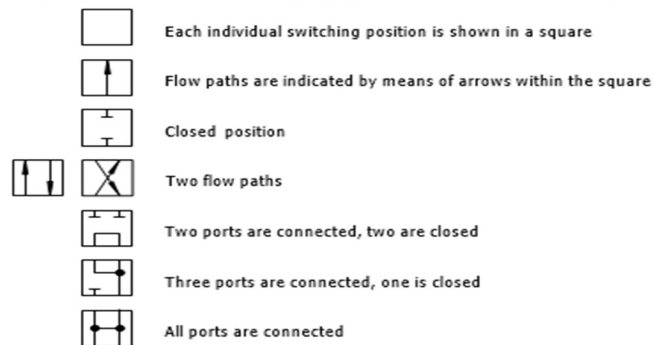 Each individual switching position is shown in a square
Flow paths are indicated by means of arrows within the square
Closed position
Two flow paths
Two ports are connected, two are closed
Three ports are connected, one is closed
All ports are connected